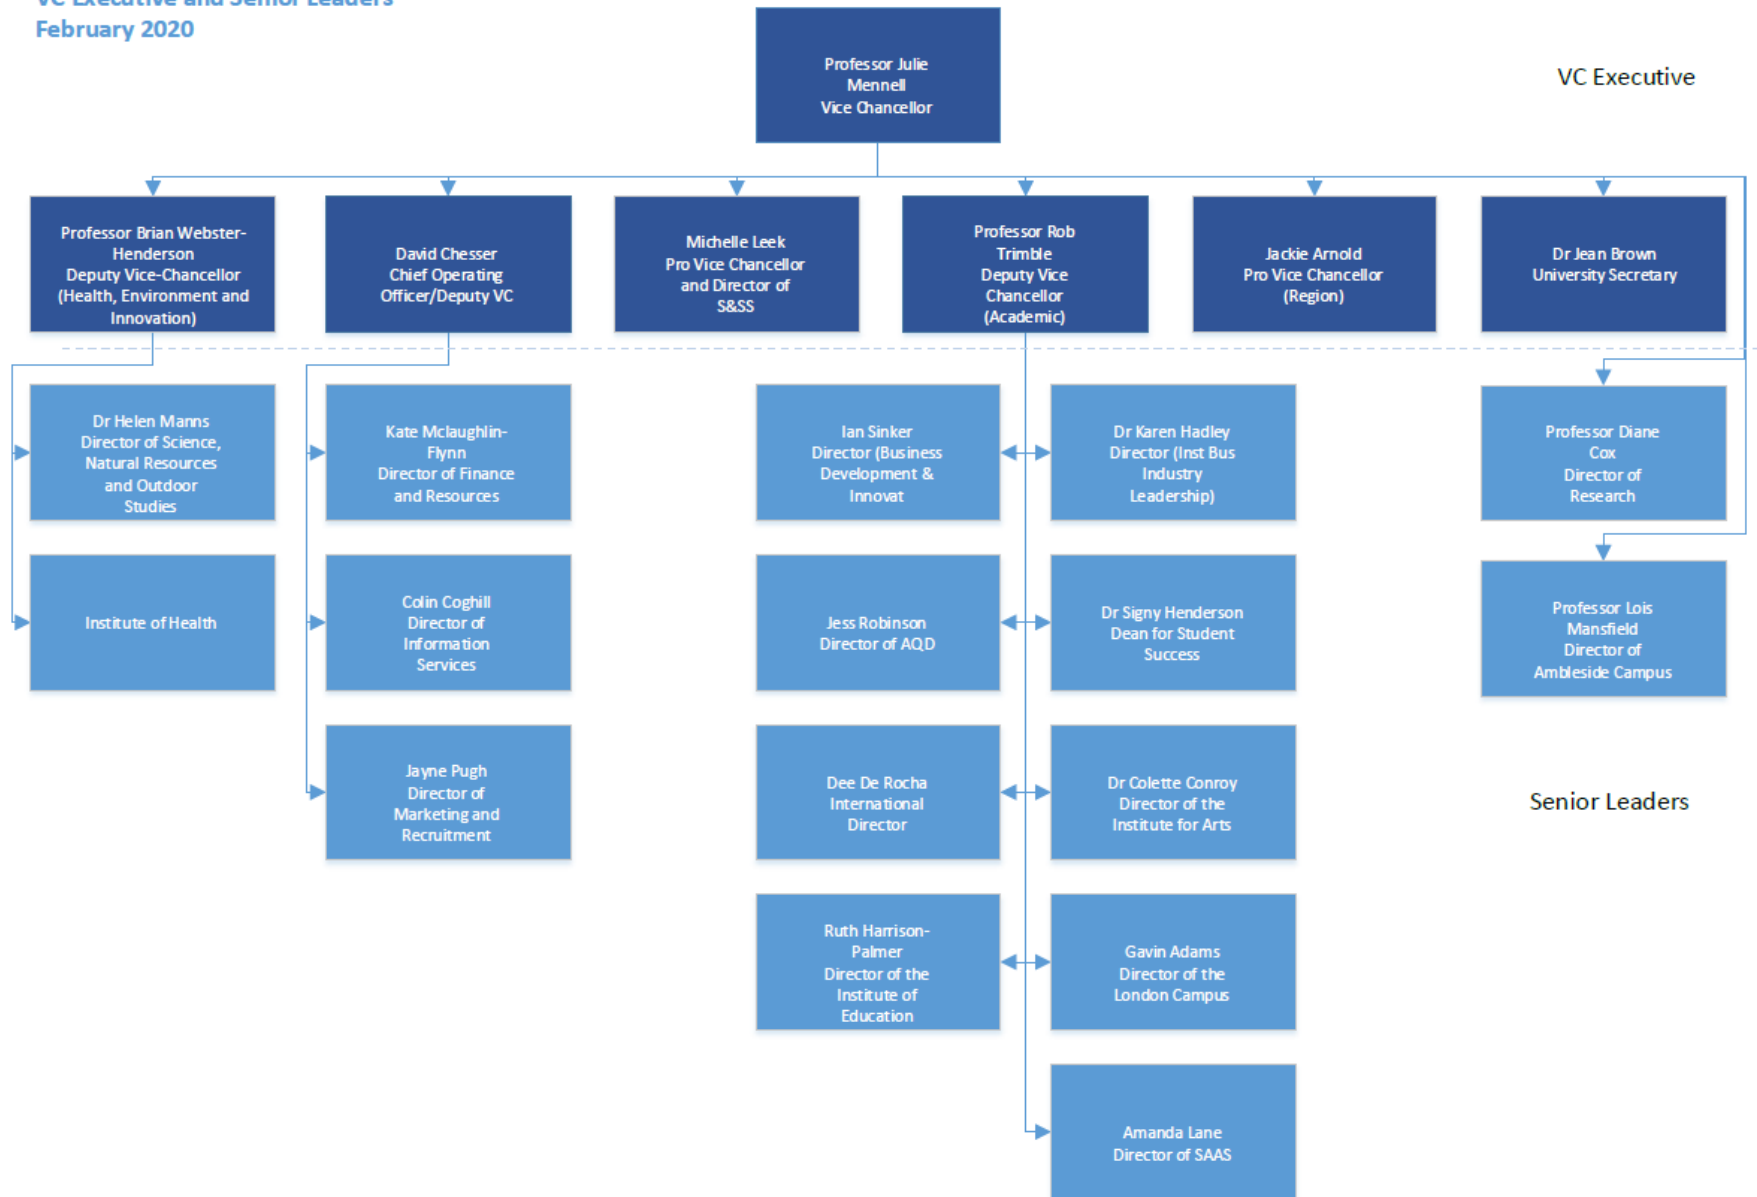 VC Executive and Senior Leaders
February 2020
Professor Julie
Mennell
Vice Chancellor
VC Executive
Professor Brian Webster-
Henderson
Deputy Vice-Chancellor
(Health, Environment and
Innovation)
David Chesser
Chief Operating
Officer/Deputy VC
Michelle Leek
Pro Vice Chancellor
and Director of
S&SS
Professor Rob
Trimble
Deputy Vice
Chancellor
(Academic)
Jackie Arnold
Pro Vice Chancellor
(Region)
Dr Jean Brown
University Secretary
Dr Helen Manns
Director of Science,
Natural Resources
and Outdoor
Studies
Kate Mclaughlin-
Flynn
Director of Finance
and Resources
Ian Sinker
Director (Business
Development &
Innovat
Dr Karen Hadley
Director (Inst Bus
Industry
Leadership)
Professor Diane
Cox
Director of
Research
Institute of Health
Colin Coghill
Director of
Information
Services
Jess Robinson
Director of AQD
Dr Signy Henderson
Dean for Student
Success
Professor Lois
Mansfield
Director of
Ambleside Campus
Jayne Pugh
Director of
Marketing and
Recruitment
Dee De Rocha
International
Director
Dr Colette Conroy
Director of the
Institute for Arts
Senior Leaders
Ruth Harrison-
Palmer
Director of the
Institute of
Education
Gavin Adams
Director of the
London Campus
Amanda Lane
Director of SAAS